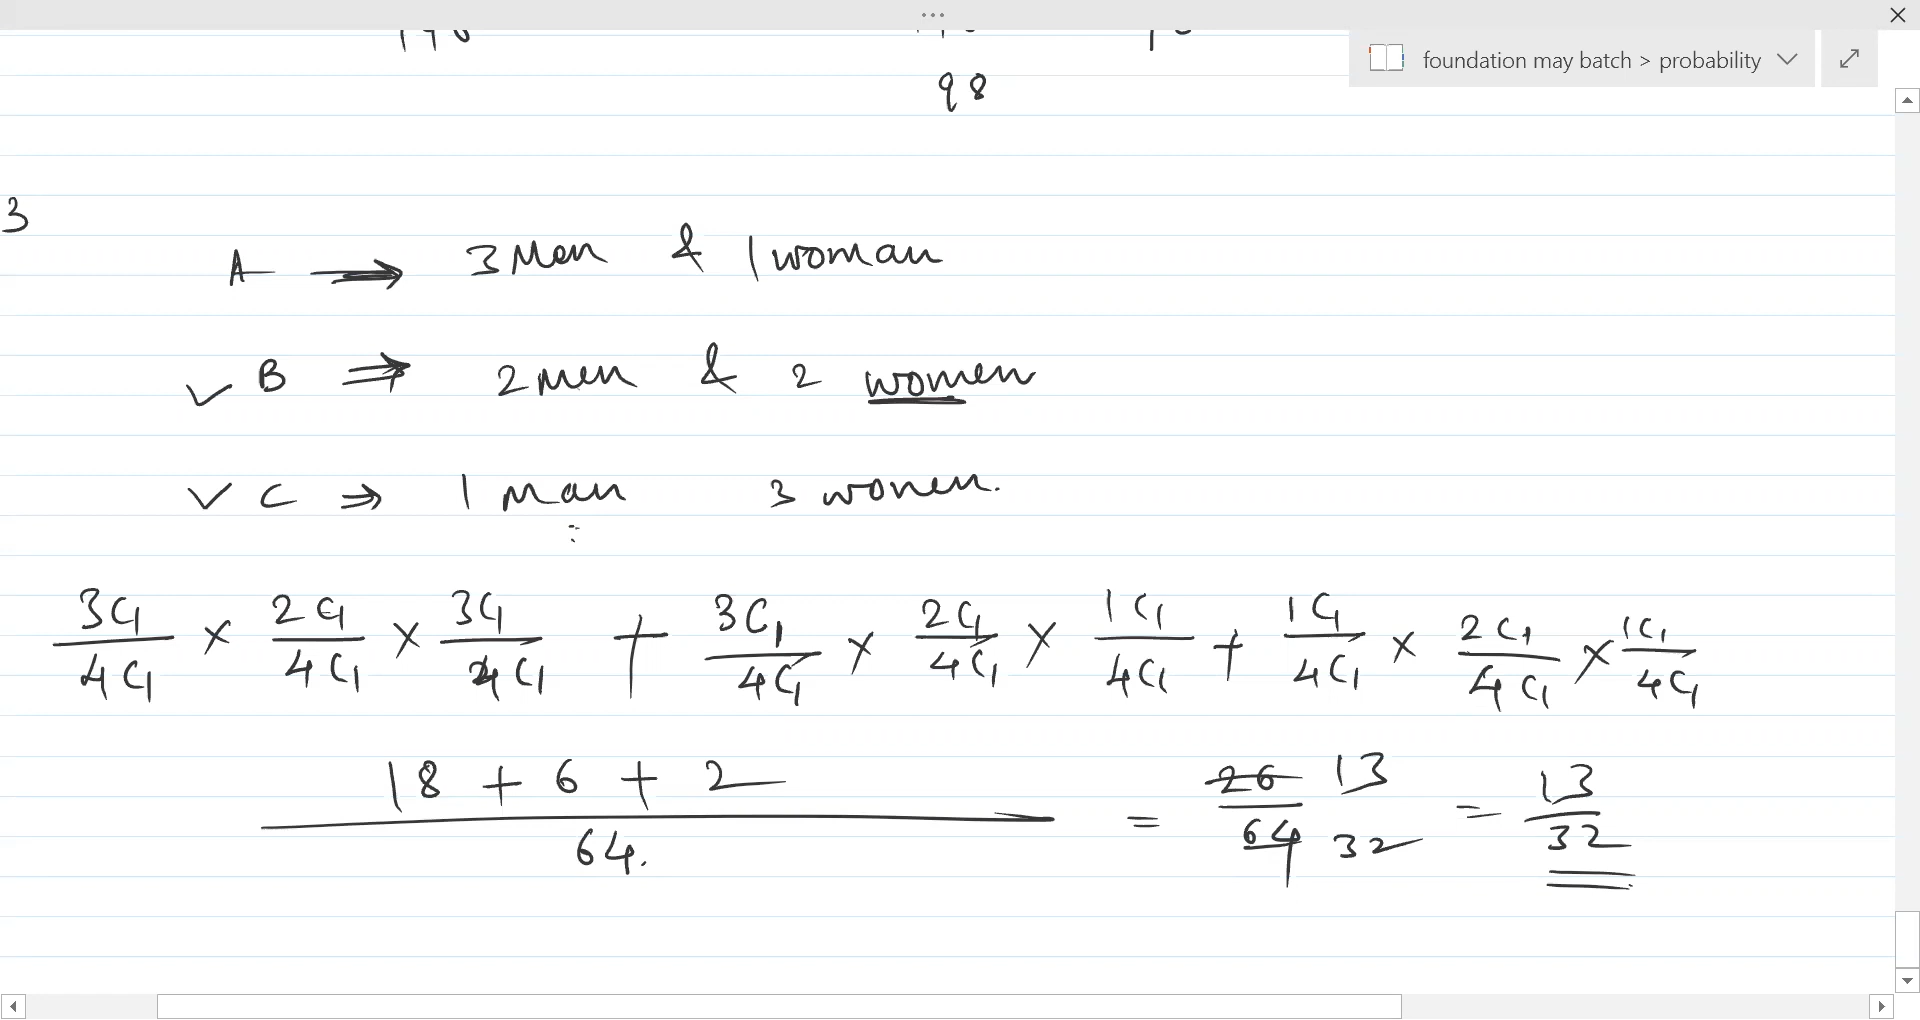 ...
foundation may batch > probability
98
3
A ⇒ 3 Men & 1 woman
✓ B ⇒ 2 men & 2 women
✓ C ⇒ 1 man 3 women.
3C1/4C1 × 2C1/4C1 × 3C1/4C1 + 3C1/4C1 × 2C1/4C1 × 1C1/4C1 + 1C1/4C1 × 2C1/4C1 × 1C1/4C1
18 + 6 + 2 / 64. = 26/64 13/32 = 13/32